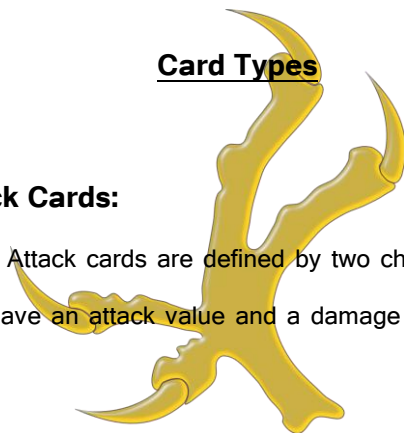 Card Types
ck Cards:
Attack cards are defined by two ch
ave an attack value and a damage